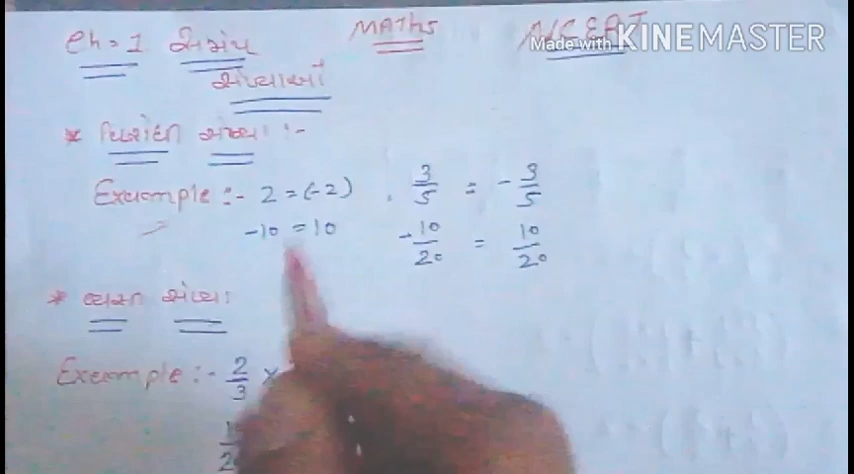 Ch = 1 સંમેય MATHS NCERT
સંખ્યાઓ
Made with KINEMASTER
* વિરોધી સંખ્યા :-
Example :- 2 = (-2) , 3/5 = - 3/5
-10 = 10 -10/20 = 10/20
* વ્યસ્ત સંખ્યા
Example :- 2/3 ×